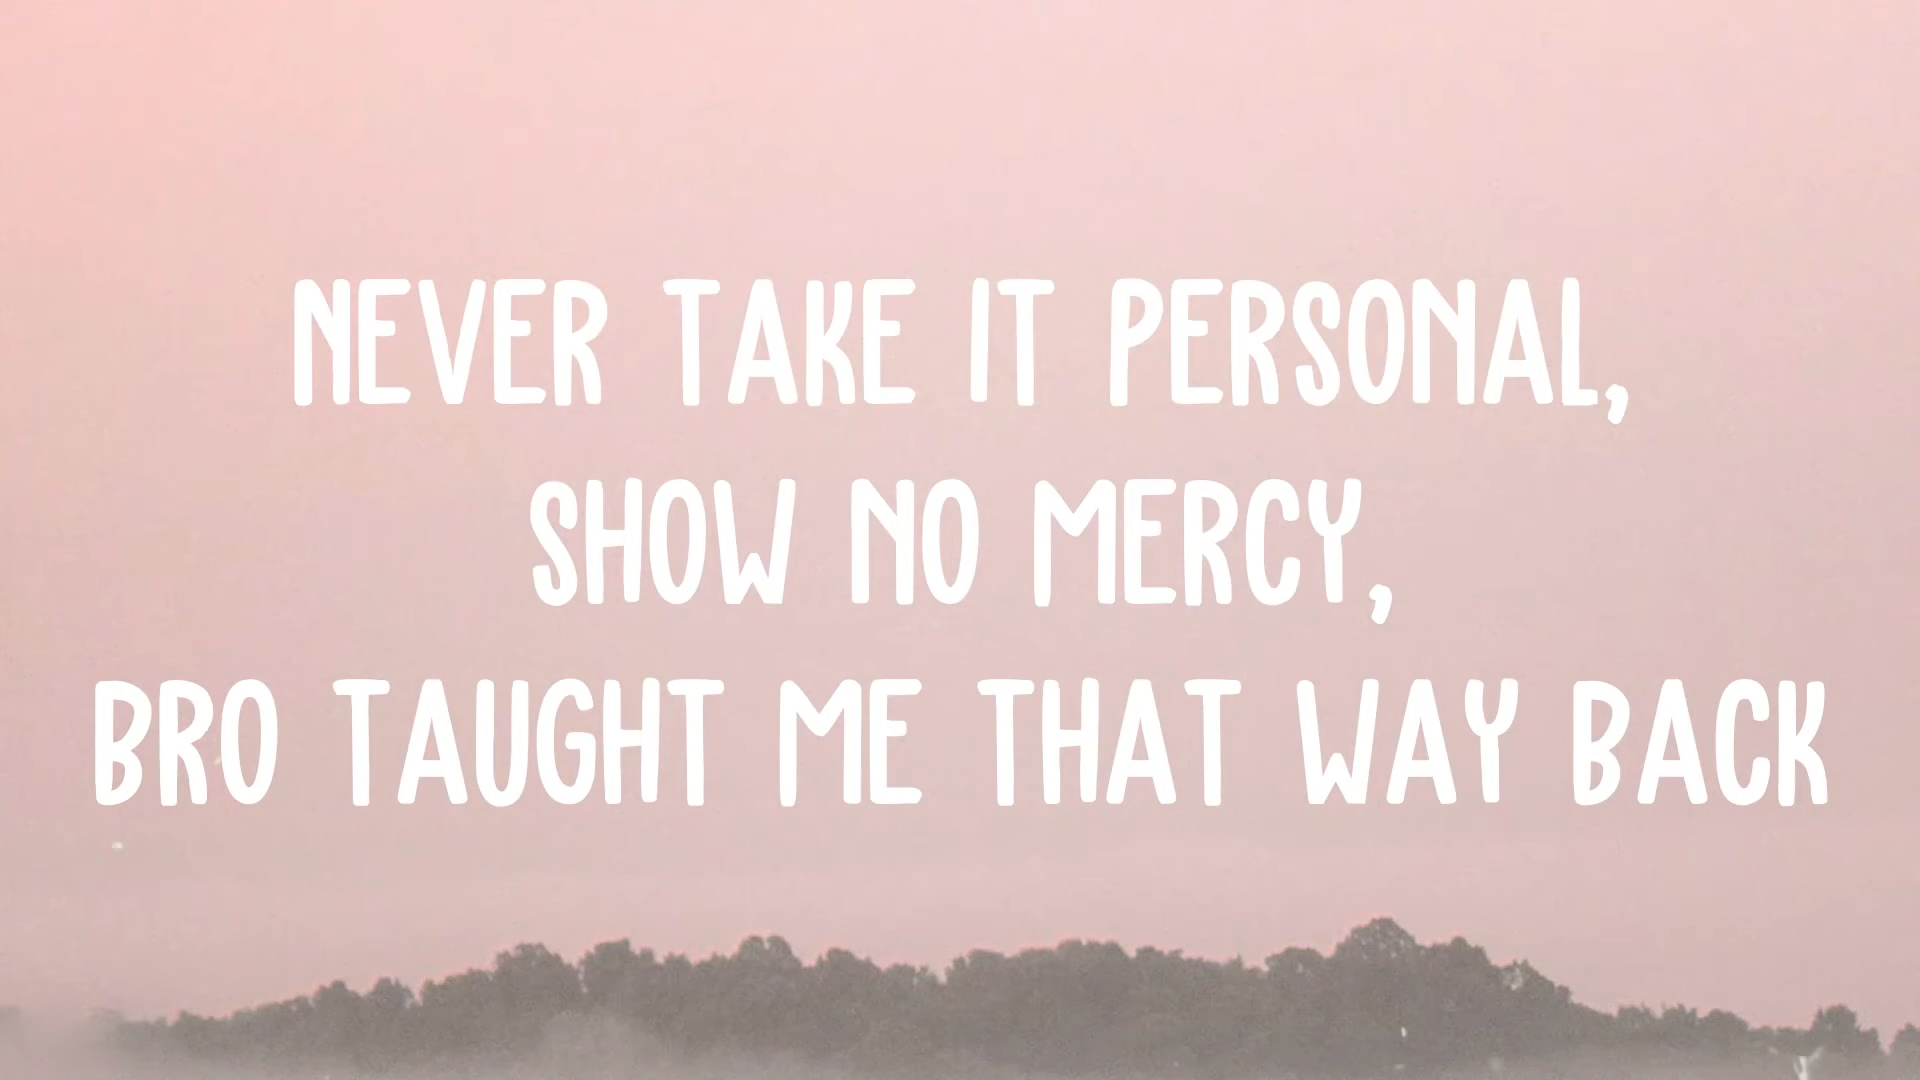 NEVER TAKE IT PERSONAL,
SHOW NO MERCY,
BRO TAUGHT ME THAT WAY BACK